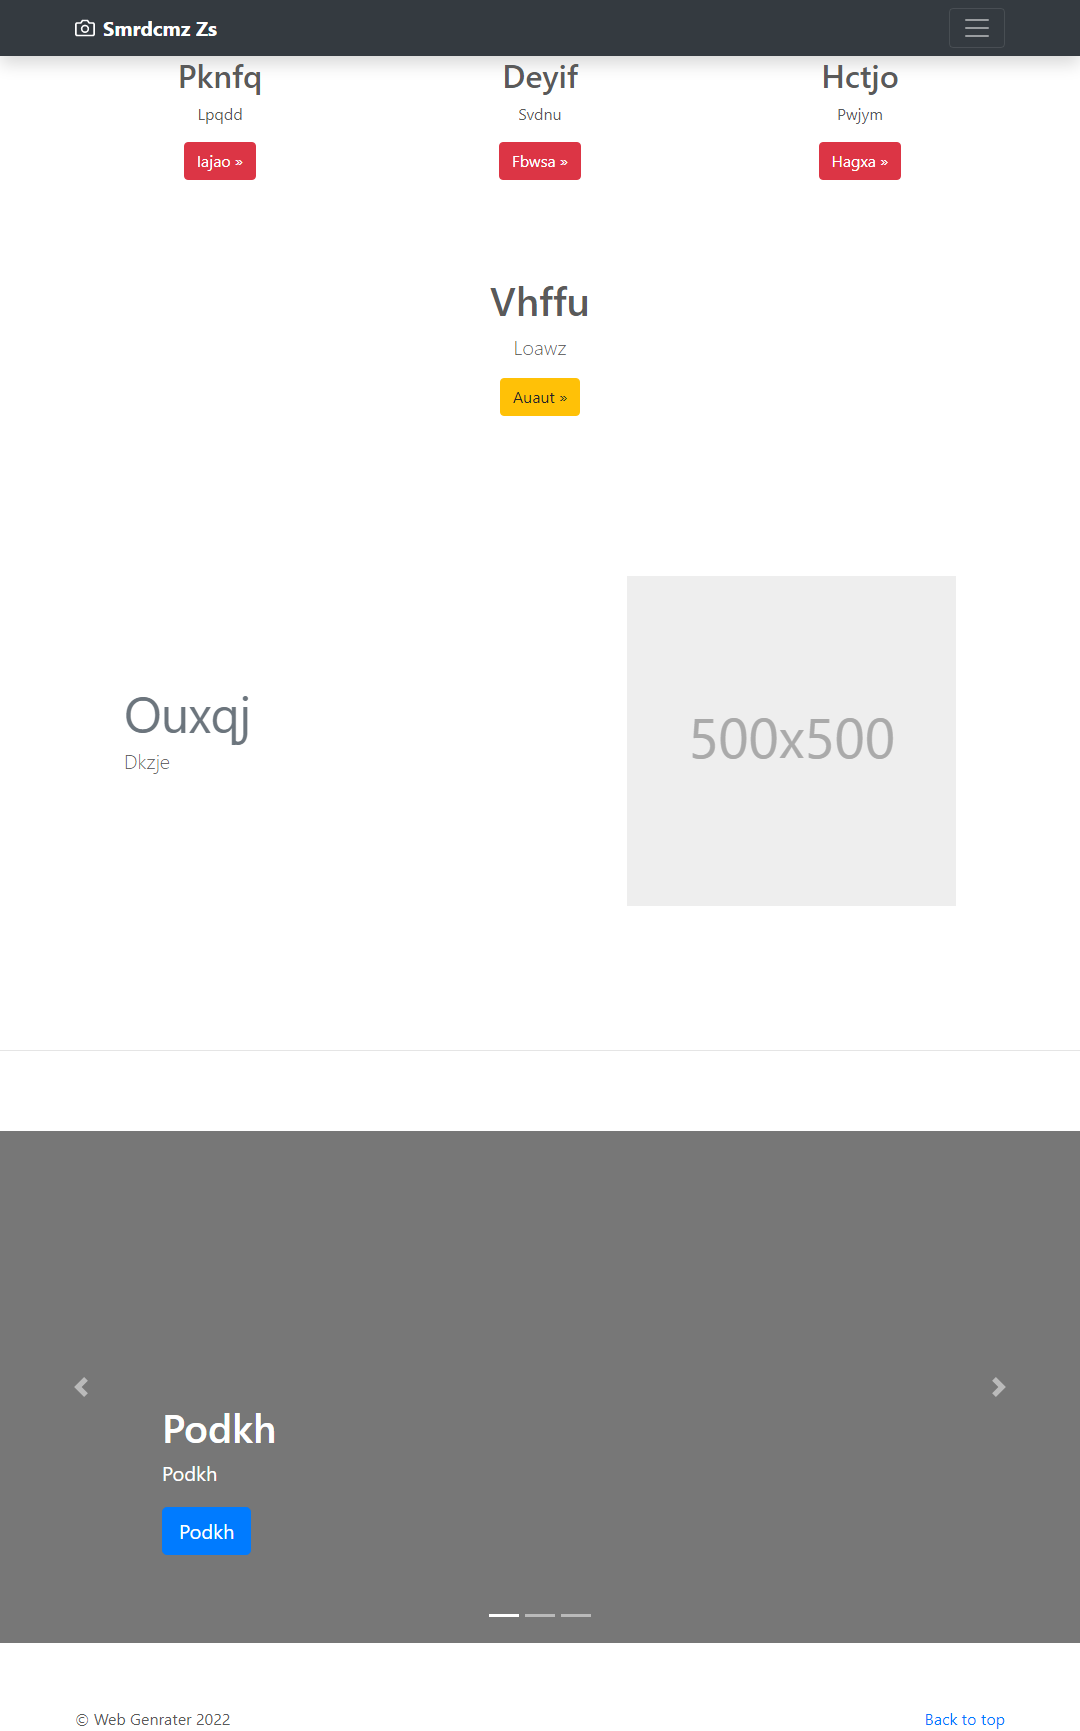 Smrdcmz Zs
Pknfq Deyif Hctjo
Lpqdd Svdnu Pwjym
Iajao » Fbwsa » Hagxa »
Vhffu
Loawz
Auaut »
Ouxqj
Dkzje
500x500
Podkh
Podkh
Podkh
© Web Genrater 2022 Back to top